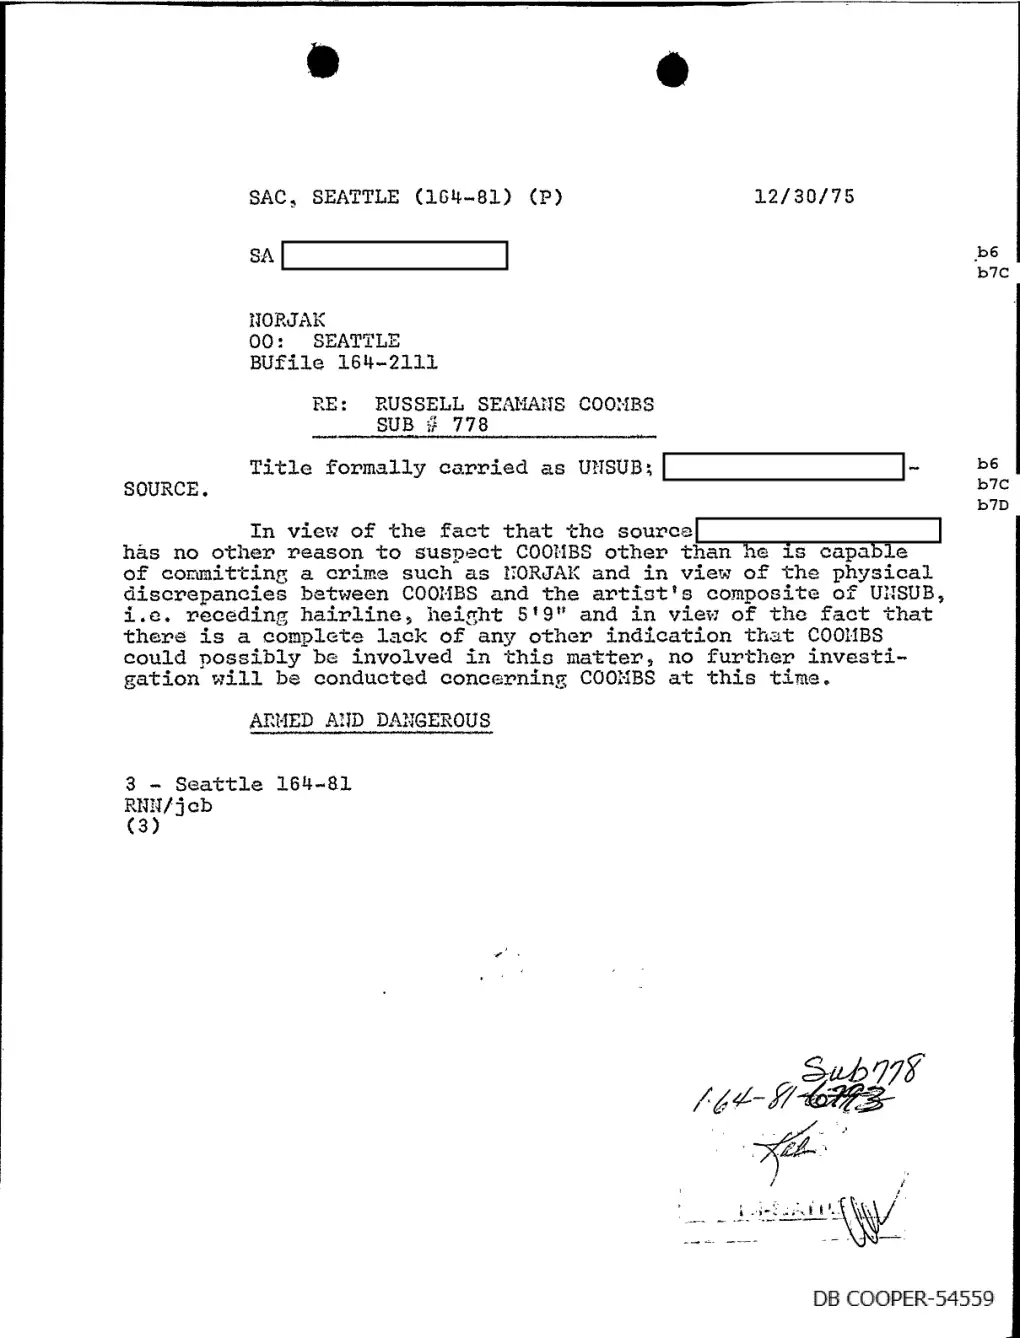 SAC, SEATTLE (164-81) (P) 12/30/75
SA
b6
b7C
NORJAK
OO: SEATTLE
BUfile 164-2111
RE: RUSSELL SEAMANS COOMBS
SUB # 778
Title formally carried as UNSUB; -
SOURCE.
b6
b7C
b7D
In view of the fact that the source
has no other reason to suspect COOMBS other than he is capable
of committing a crime such as NORJAK and in view of the physical
discrepancies between COOMBS and the artist's composite of UNSUB,
i.e. receding hairline, height 5'9" and in view of the fact that
there is a complete lack of any other indication that COOMBS
could possibly be involved in this matter, no further investi-
gation will be conducted concerning COOMBS at this time.
ARMED AND DANGEROUS
3 - Seattle 164-81
RNN/jcb
(3)
Sub 778
164-81-
DB COOPER-54559